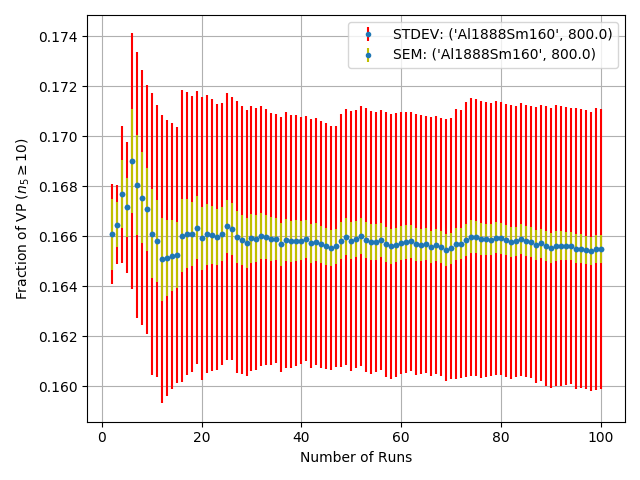 STDEV: ('Al1888Sm160', 800.0)
SEM: ('Al1888Sm160', 800.0)
Fraction of VP (n₅ ≥ 10)
0.174
0.172
0.170
0.168
0.166
0.164
0.162
0.160
0 20 40 60 80 100
Number of Runs